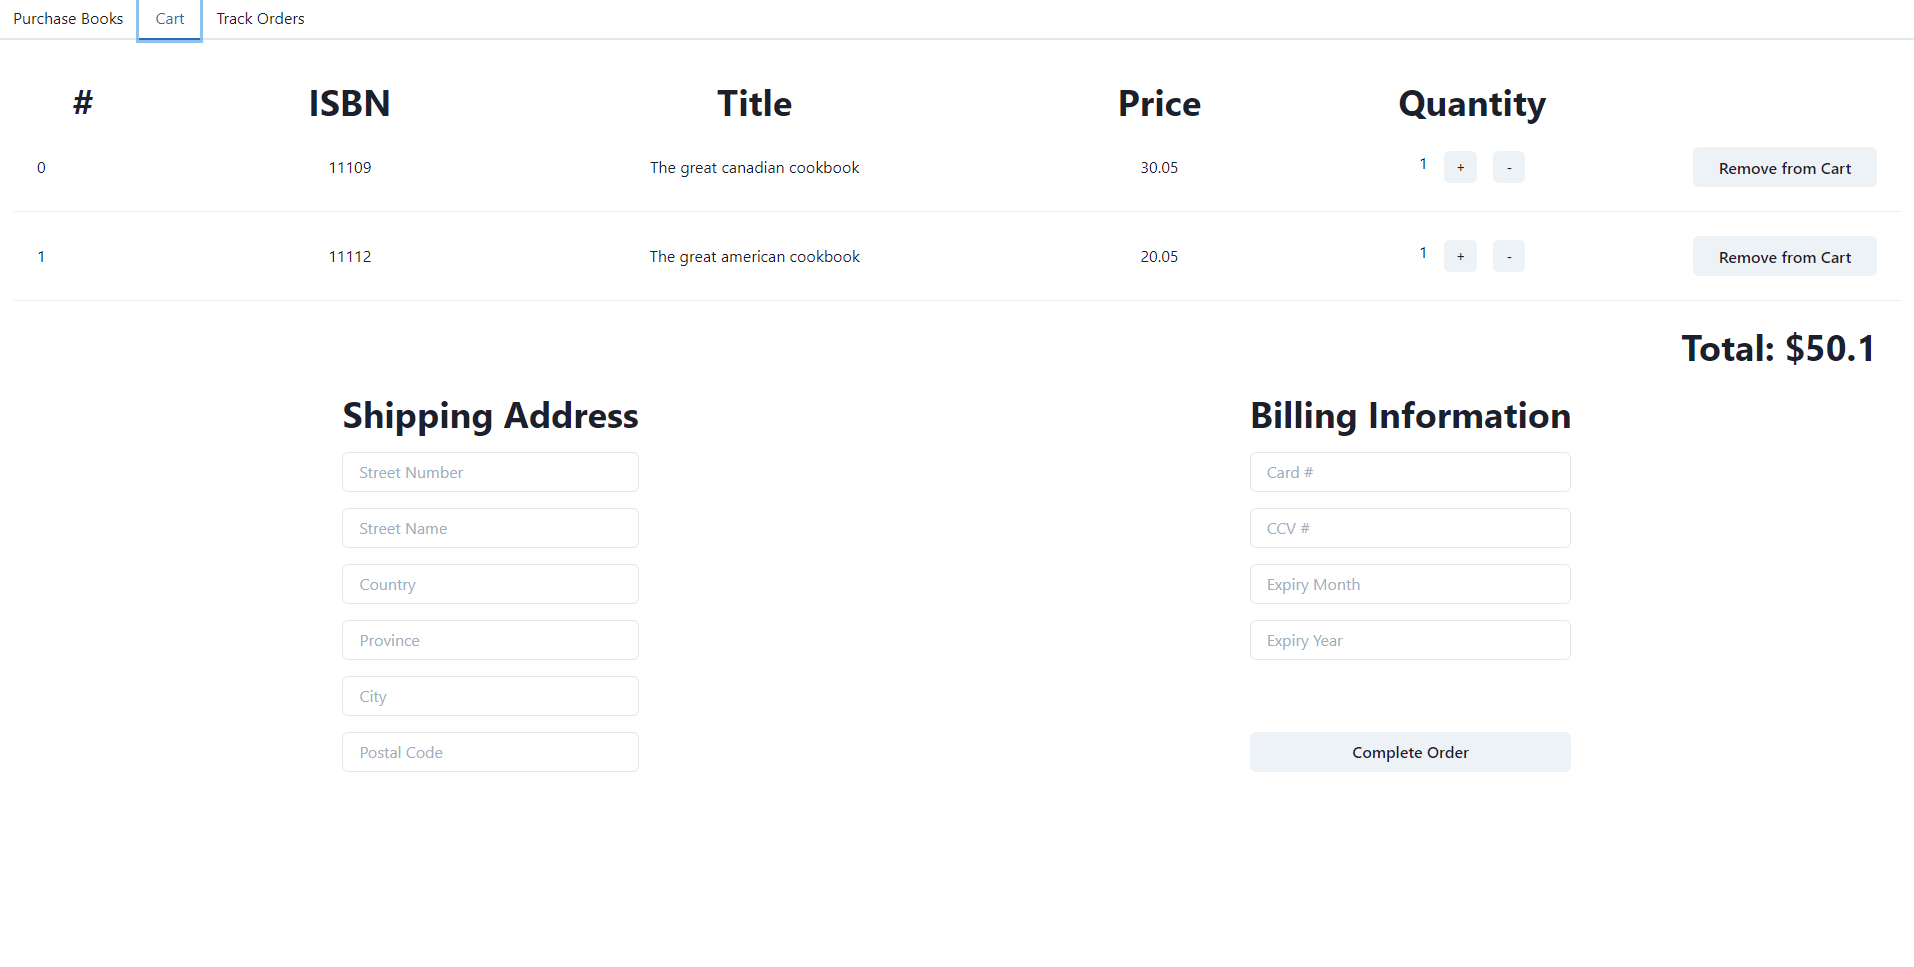 Purchase Books Cart Track Orders
# ISBN Title Price Quantity
0 11109 The great canadian cookbook 30.05 1 + - Remove from Cart
1 11112 The great american cookbook 20.05 1 + - Remove from Cart
Total: $50.1
Shipping Address
Street Number
Street Name
Country
Province
City
Postal Code
Billing Information
Card #
CCV #
Expiry Month
Expiry Year
Complete Order